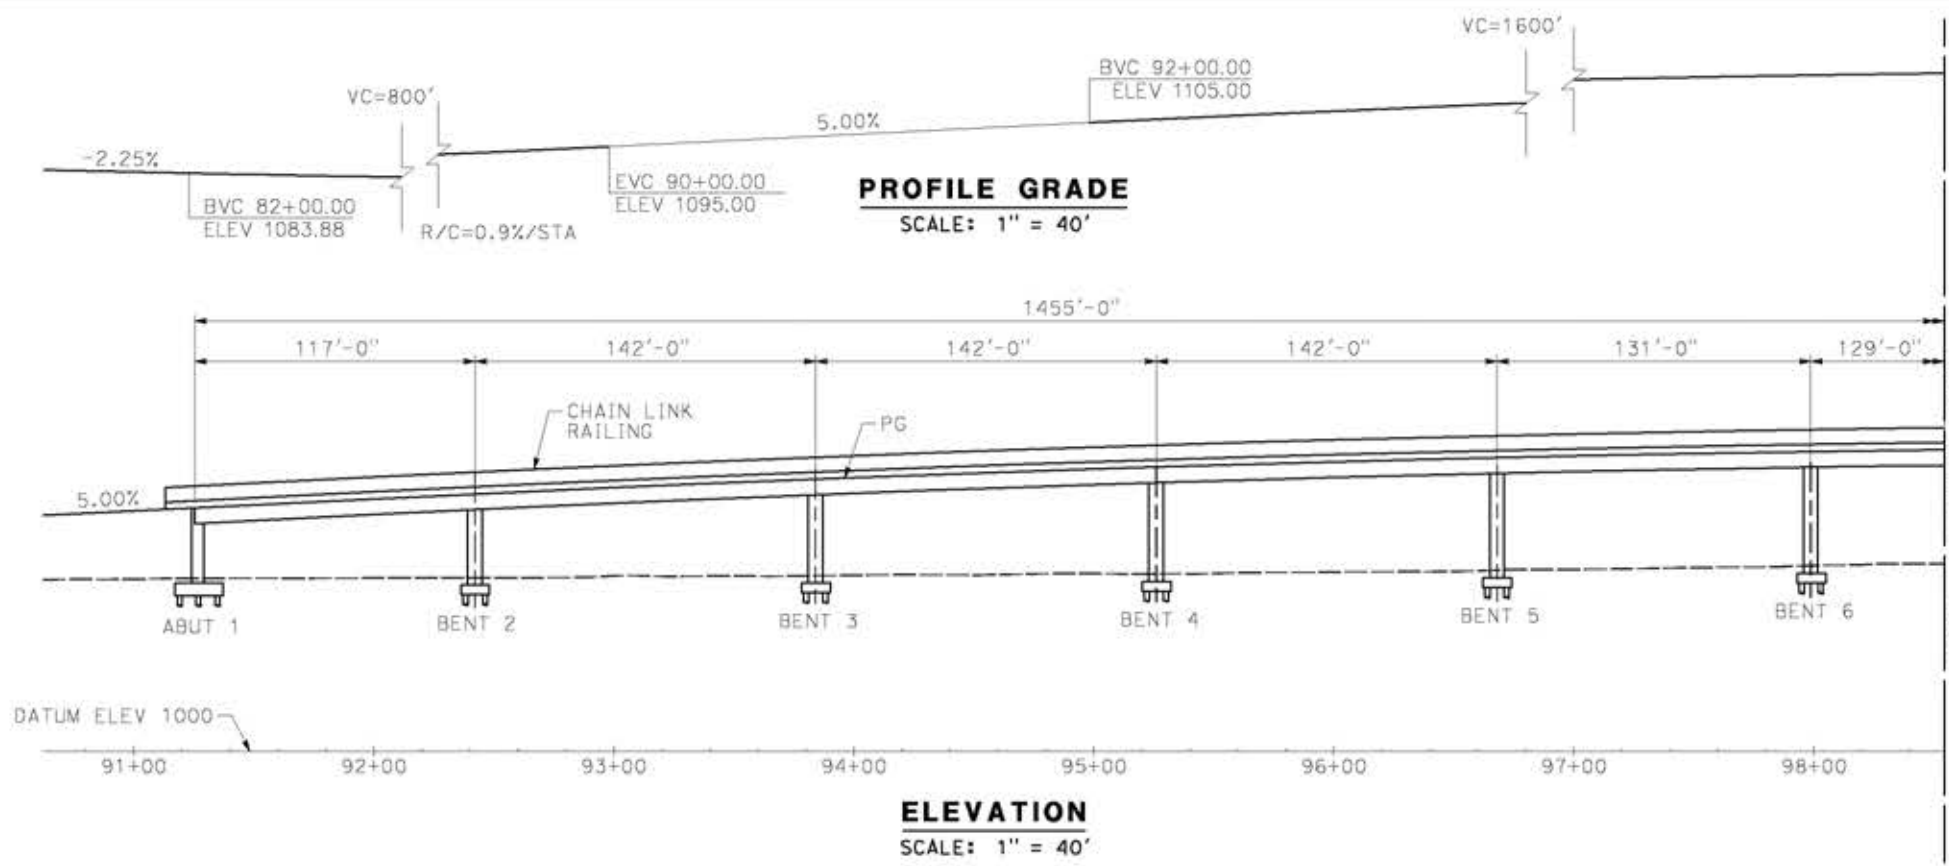 VC=1600'
BVC 92+00.00
ELEV 1105.00
VC=800'
5.00%
-2.25%
EVC 90+00.00
ELEV 1095.00
PROFILE GRADE
SCALE: 1" = 40'
BVC 82+00.00
ELEV 1083.88
R/C=0.9%/STA
1455'-0"
117'-0" 142'-0" 142'-0" 142'-0" 131'-0" 129'-0"
CHAIN LINK
RAILING
PG
5.00%
ABUT 1 BENT 2 BENT 3 BENT 4 BENT 5 BENT 6
DATUM ELEV 1000
91+00 92+00 93+00 94+00 95+00 96+00 97+00 98+00
ELEVATION
SCALE: 1" = 40'